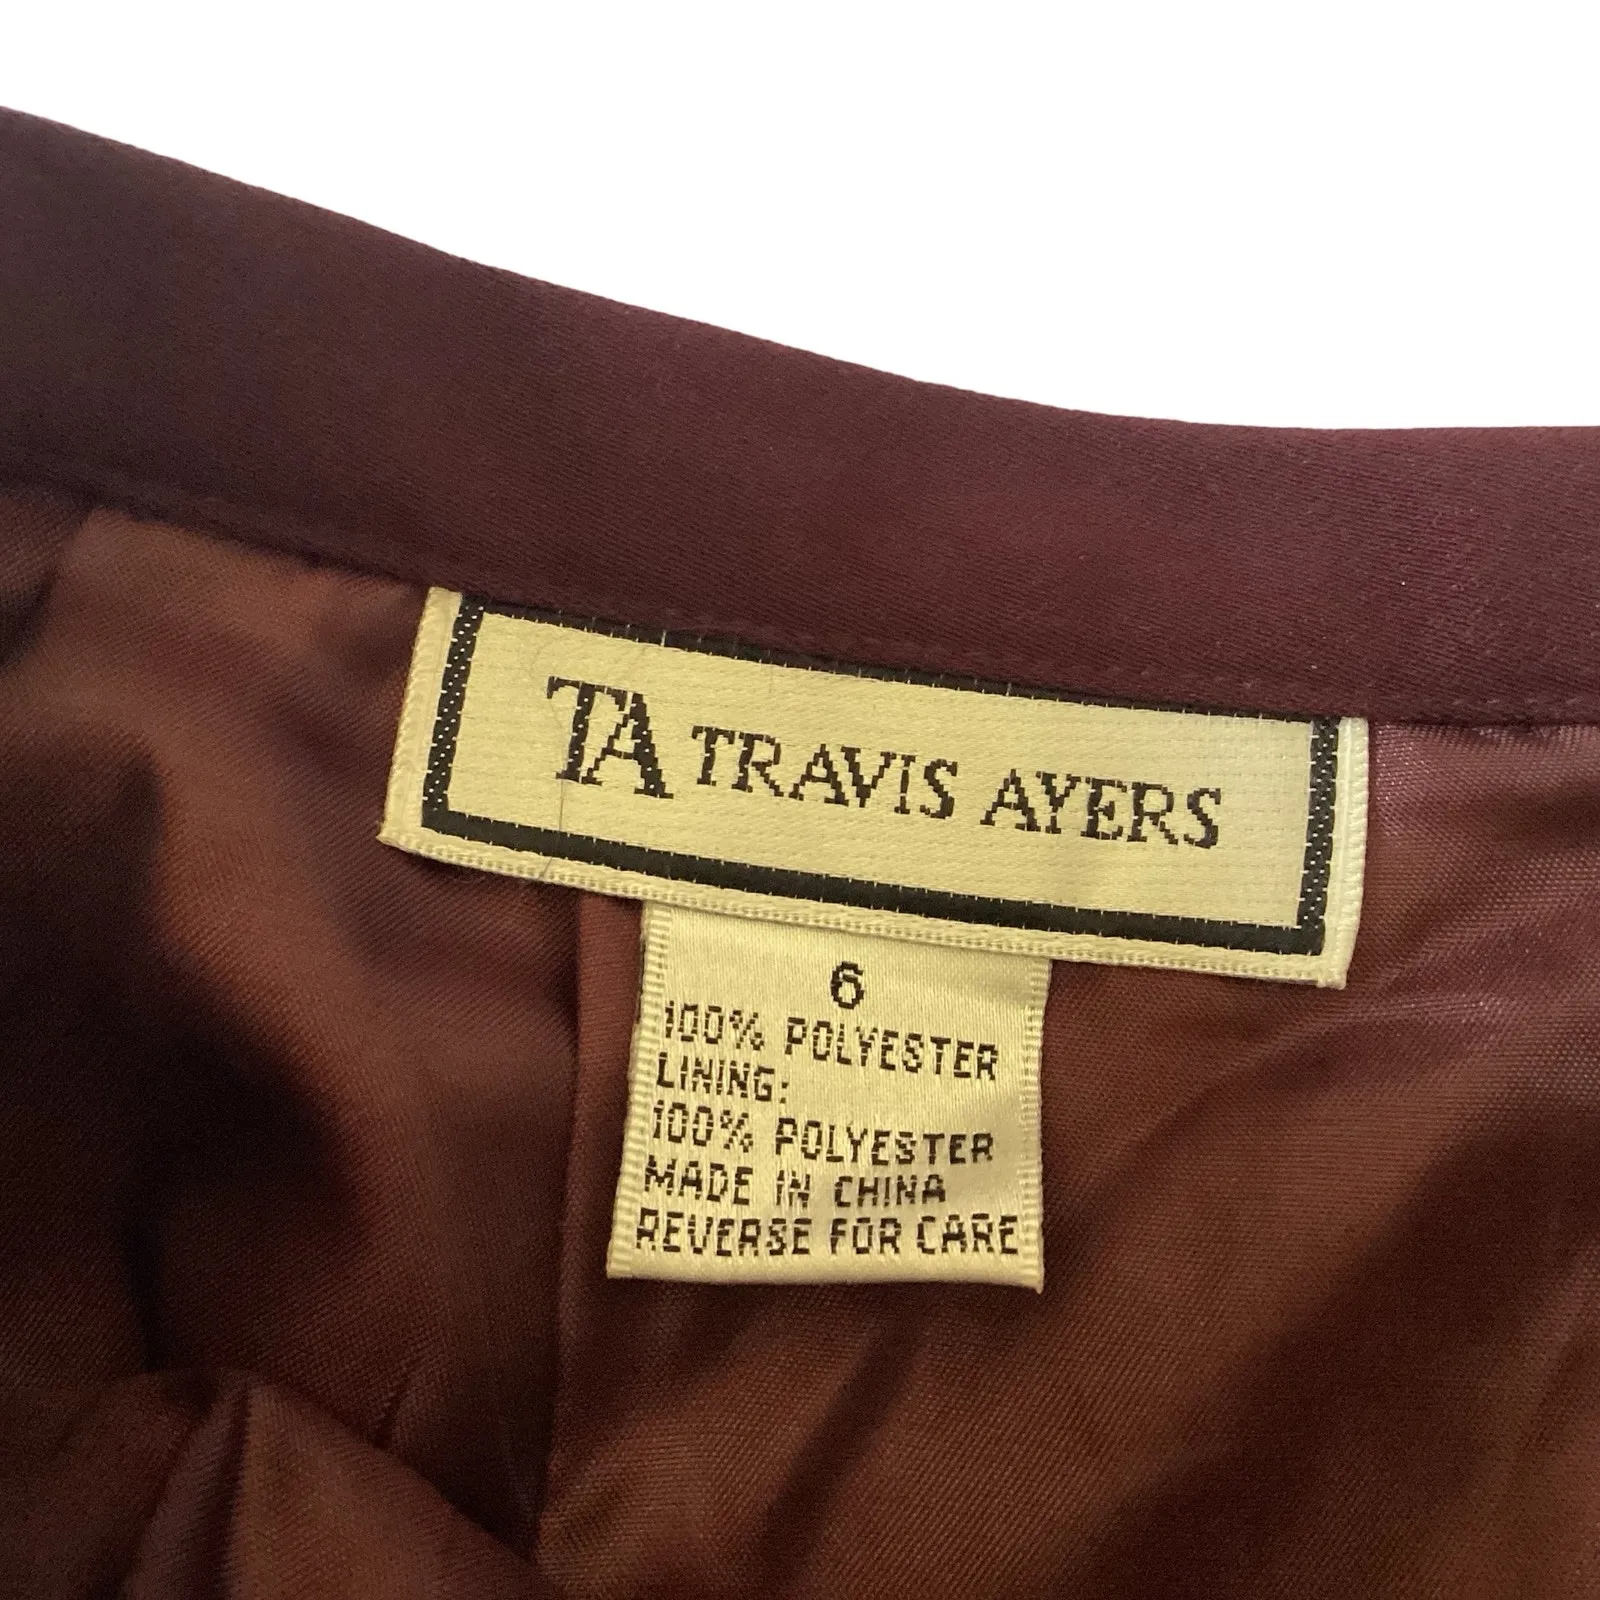 TA TRAVIS AYERS
6
100% POLYESTER
LINING:
100% POLYESTER
MADE IN CHINA
REVERSE FOR CARE